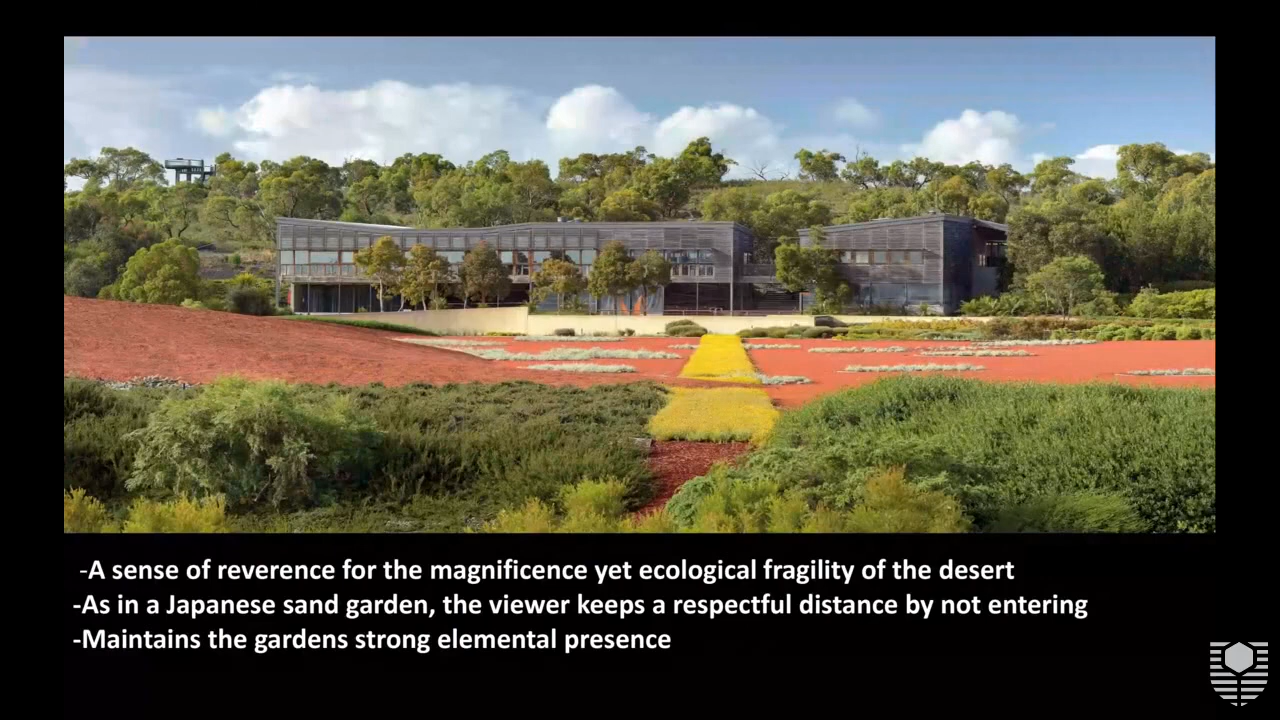 -A sense of reverence for the magnificence yet ecological fragility of the desert
-As in a Japanese sand garden, the viewer keeps a respectful distance by not entering
-Maintains the gardens strong elemental presence